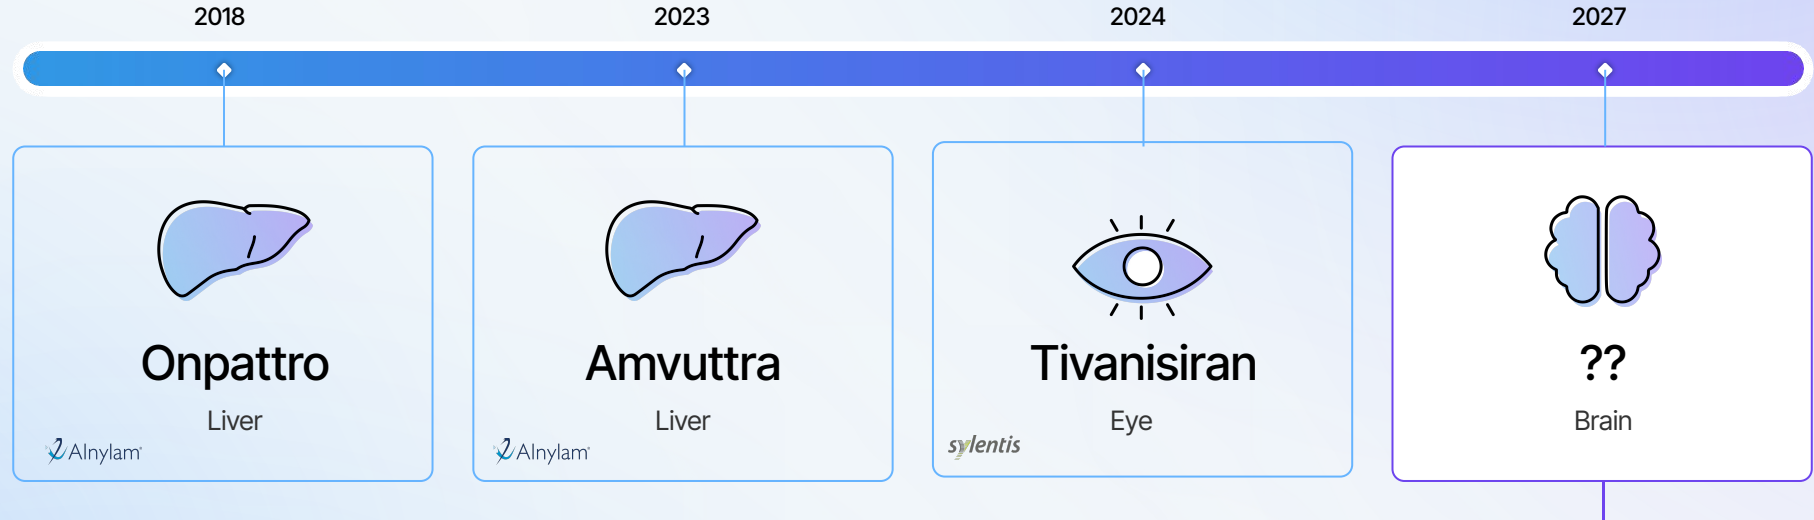 2018
2023
2024
2027
Onpattro
Liver
Alnylam
Amvuttra
Liver
Alnylam
Tivanisiran
Eye
sylentis
??
Brain